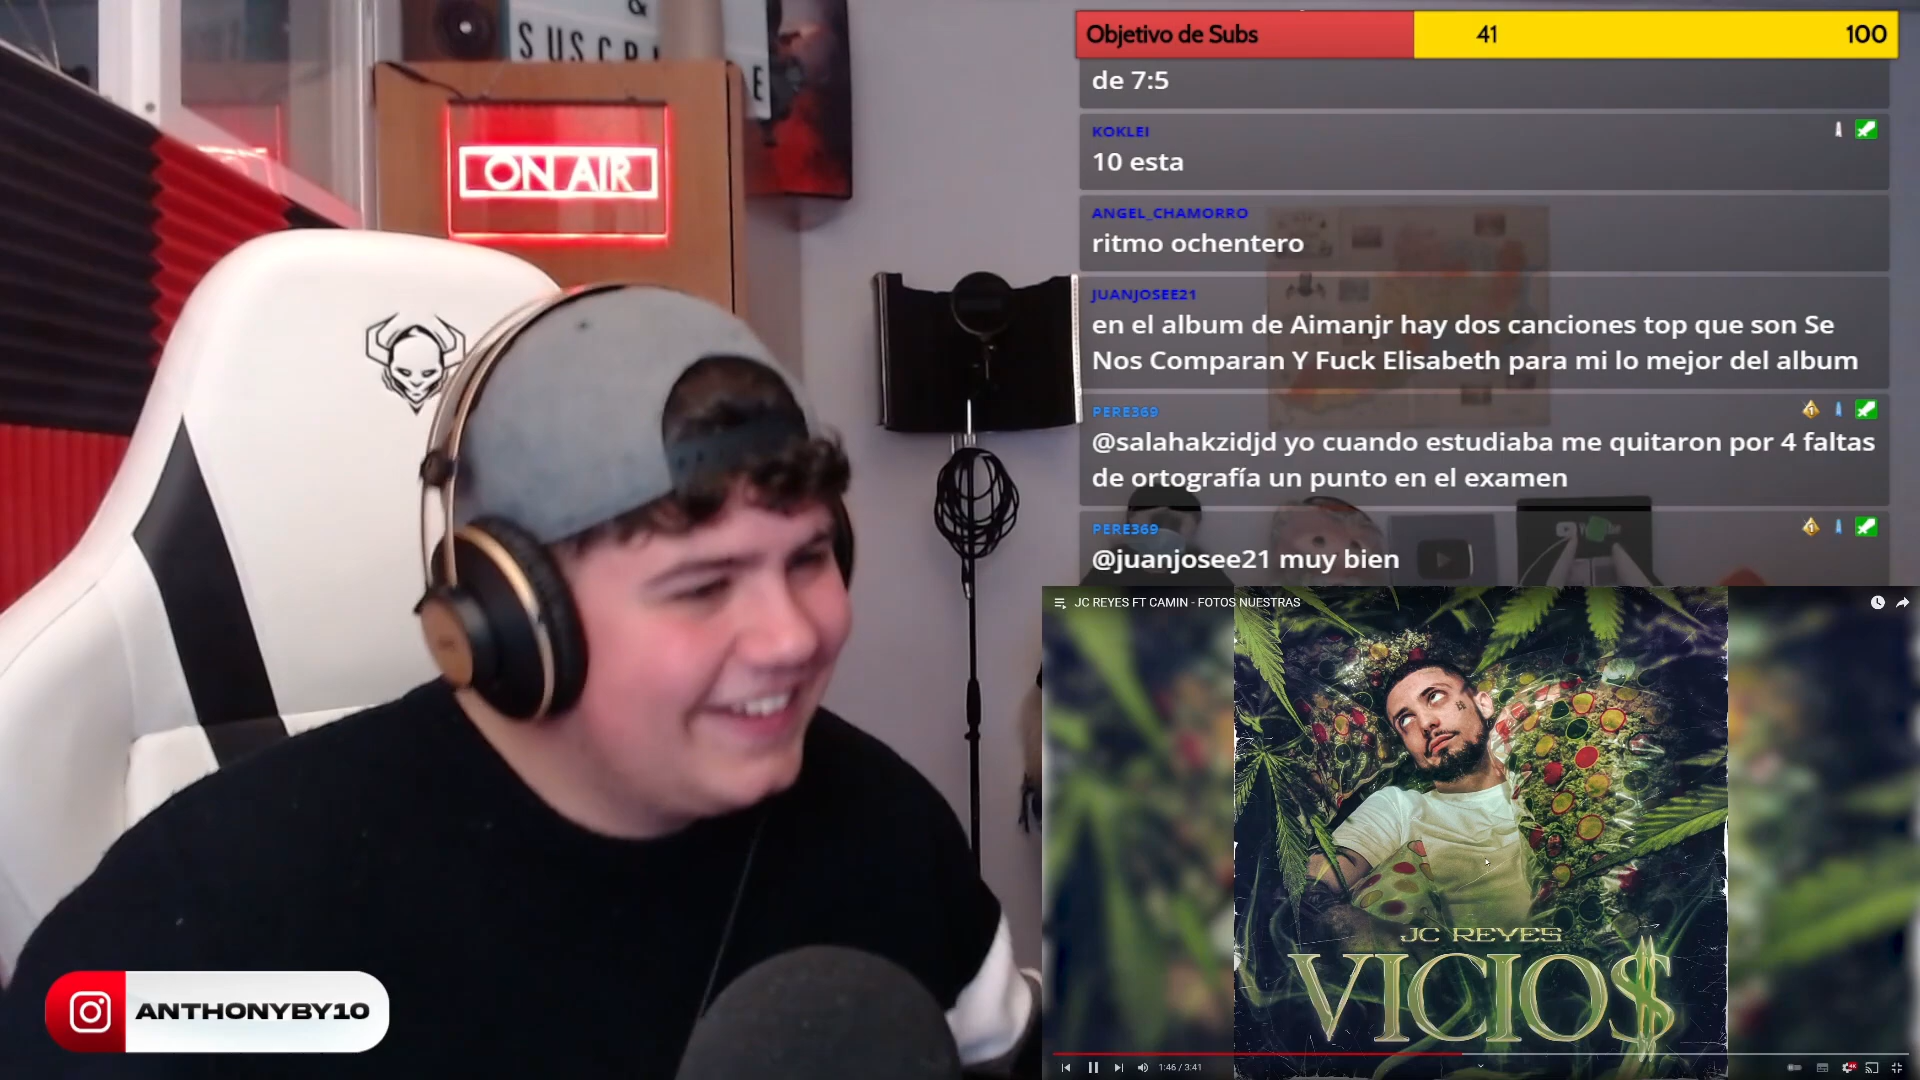 &
SUSCRI
E
ON AIR
Objetivo de Subs
41
100
de 7:5
KOKLEI
10 esta
ANGEL_CHAMORRO
ritmo ochentero
JUANJOSEE21
en el album de Aimanjr hay dos canciones top que son Se
Nos Comparan Y Fuck Elisabeth para mi lo mejor del album
PERE369
@salahakzidjd yo cuando estudiaba me quitaron por 4 faltas
de ortografía un punto en el examen
PERE369
@juanjosee21 muy bien
JC REYES FT CAMIN - FOTOS NUESTRAS
JC REYES
VICIO$
1:46 / 3:41
ANTHONYBY10